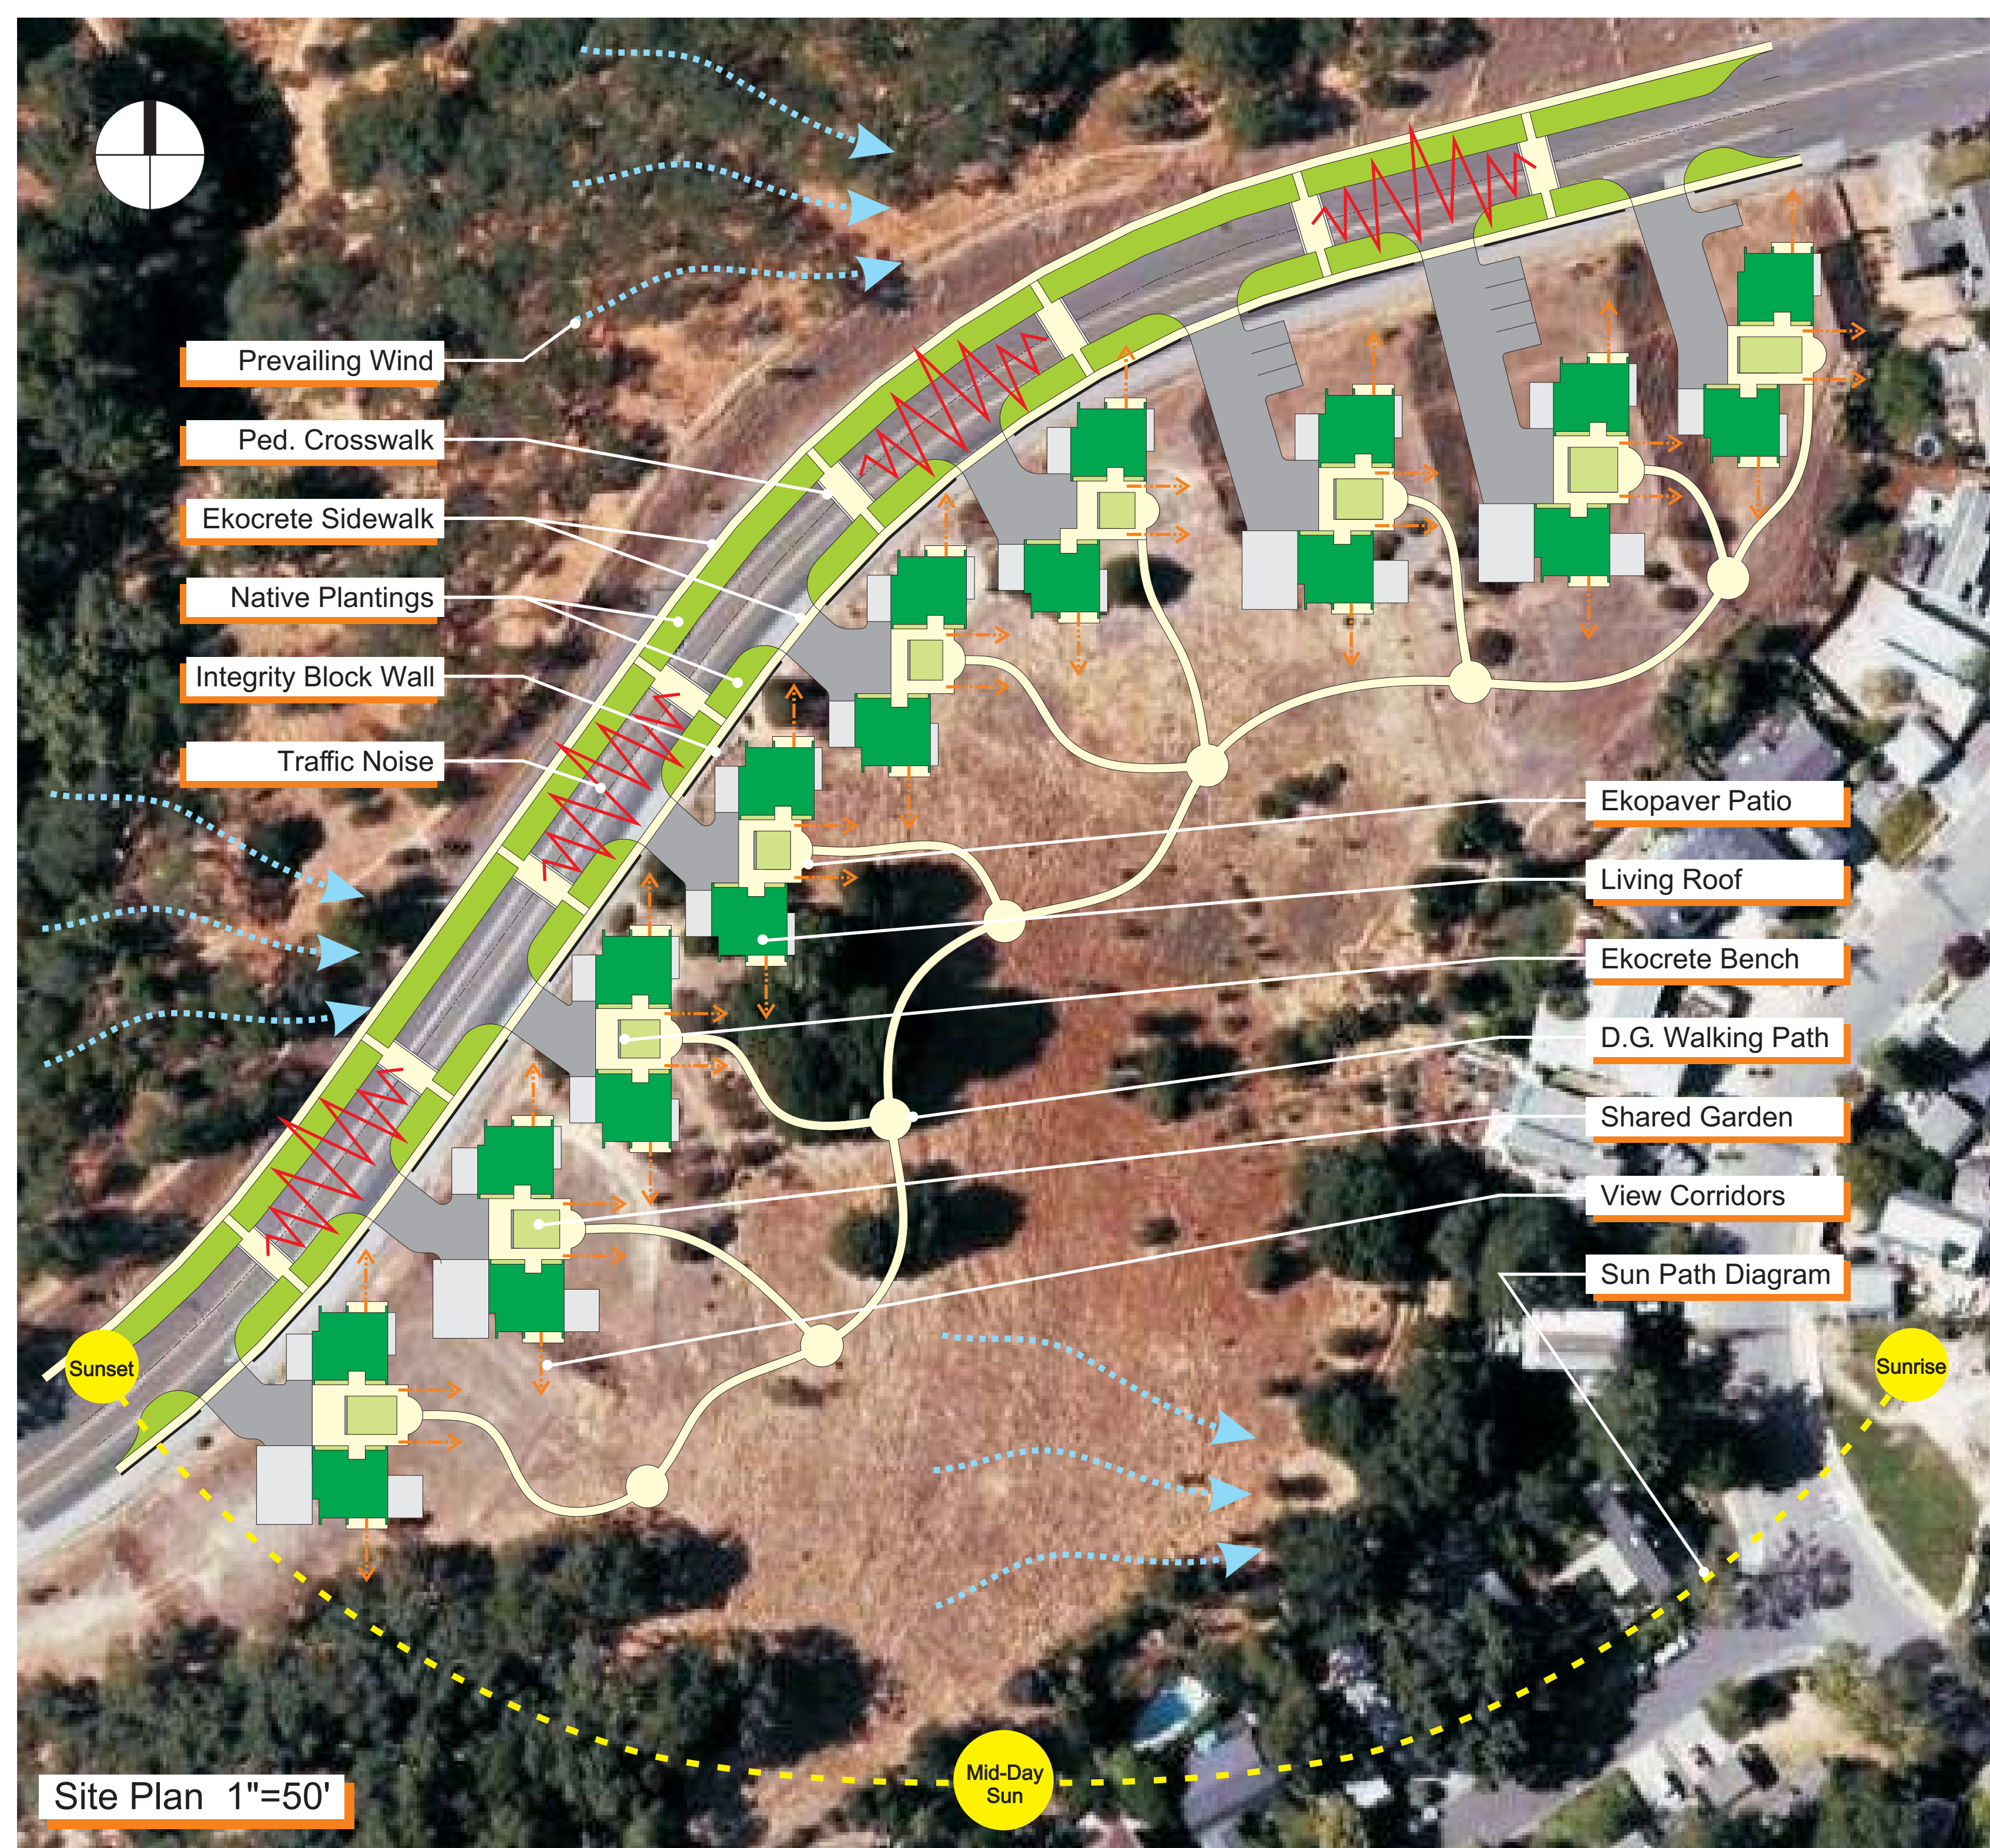 Prevailing Wind
Ped. Crosswalk
Ekocrete Sidewalk
Native Plantings
Integrity Block Wall
Traffic Noise
Ekopaver Patio
Living Roof
Ekocrete Bench
D.G. Walking Path
Shared Garden
View Corridors
Sun Path Diagram
Sunset
Sunrise
Mid-Day
Sun
Site Plan 1"=50'